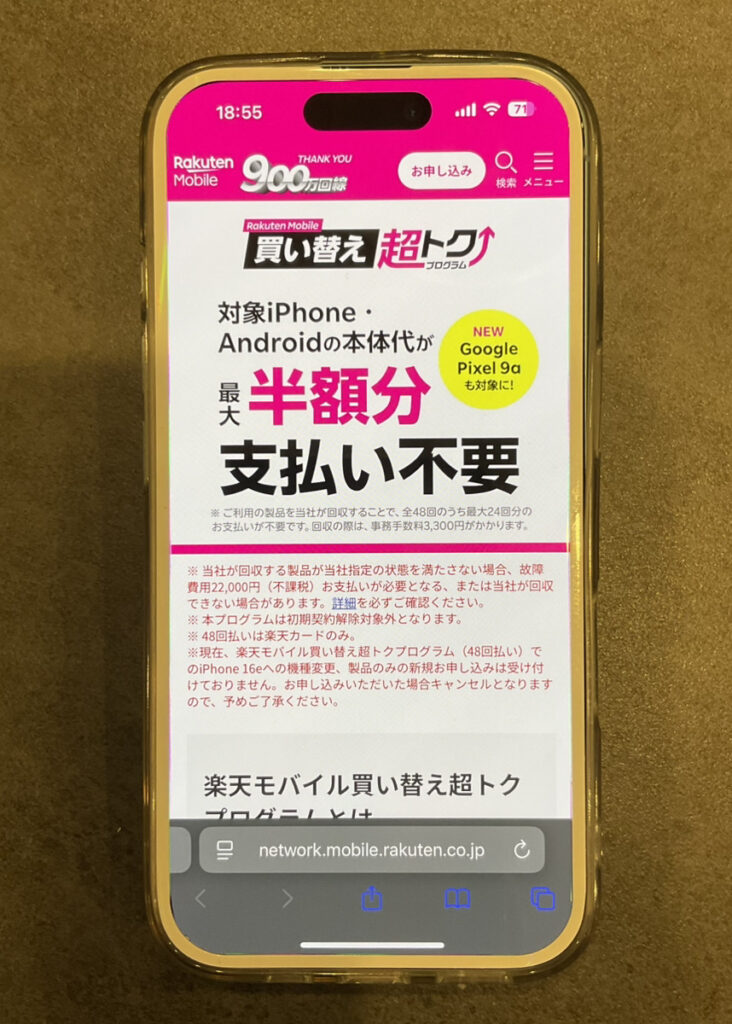 18:55
71
Rakuten
Mobile
THANK YOU
900万回線
お申し込み
検索
メニュー
Rakuten Mobile
買い替え超トク
プログラム
対象iPhone・
Androidの本体代が
NEW
Google
Pixel 9a
も対象に!
最大
半額分
支払い不要
※ ご利用の製品を当社が回収することで、全48回のうち最大24回分の
お支払いが不要です。回収の際は、事務手数料3,300円がかかります。
※ 当社が回収する製品が当社指定の状態を満たさない場合、故障
費用22,000円（不課税）お支払いが必要となる、または当社が回収
できない場合があります。詳細を必ずご確認ください。
※ 本プログラムは初期契約解除対象外となります。
※ 48回払いは楽天カードのみ。
※現在、楽天モバイル買い替え超トクプログラム（48回払い）で
のiPhone 16eへの機種変更、製品のみの新規お申し込みは受け付
けておりません。お申し込みいただいた場合キャンセルとなります
ので、予めご了承ください。
楽天モバイル買い替え超トク
プログラムとは
network.mobile.rakuten.co.jp